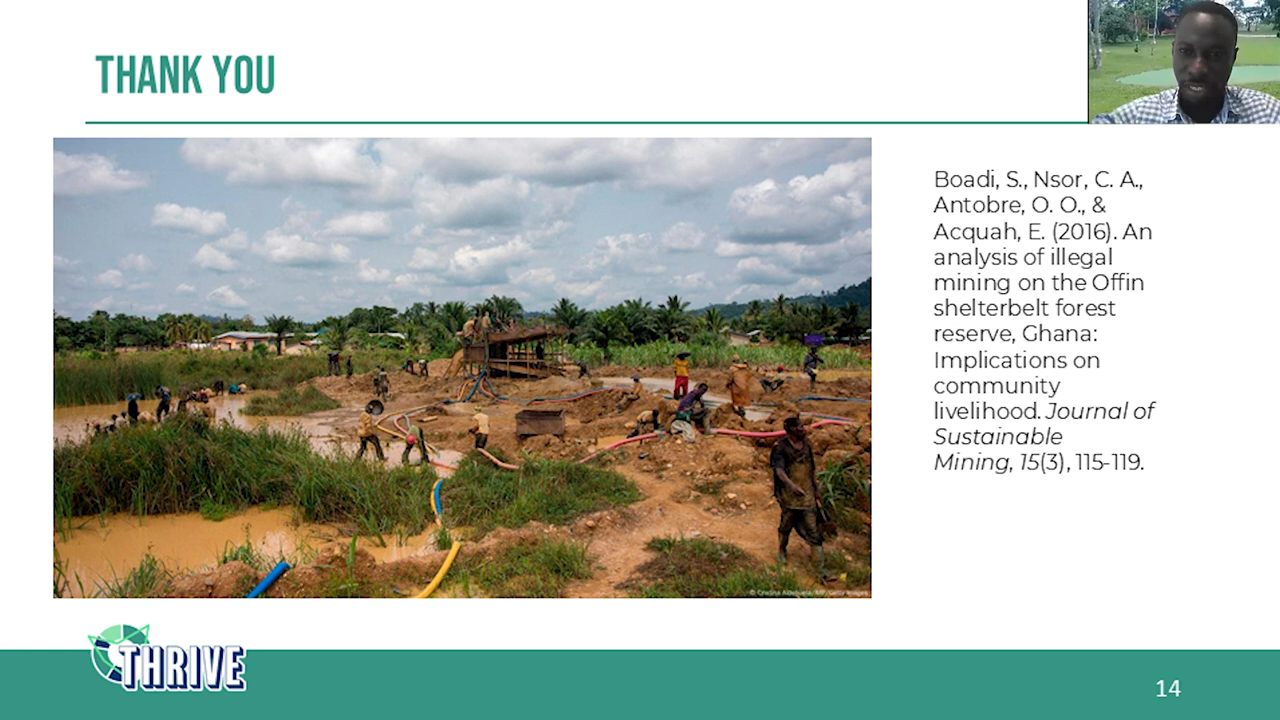 THANK YOU
Boadi, S., Nsor, C. A.,
Antobre, O. O., &
Acquah, E. (2016). An
analysis of illegal
mining on the Offin
shelterbelt forest
reserve, Ghana:
Implications on
community
livelihood. Journal of
Sustainable
Mining, 15(3), 115-119.
THRIVE
14